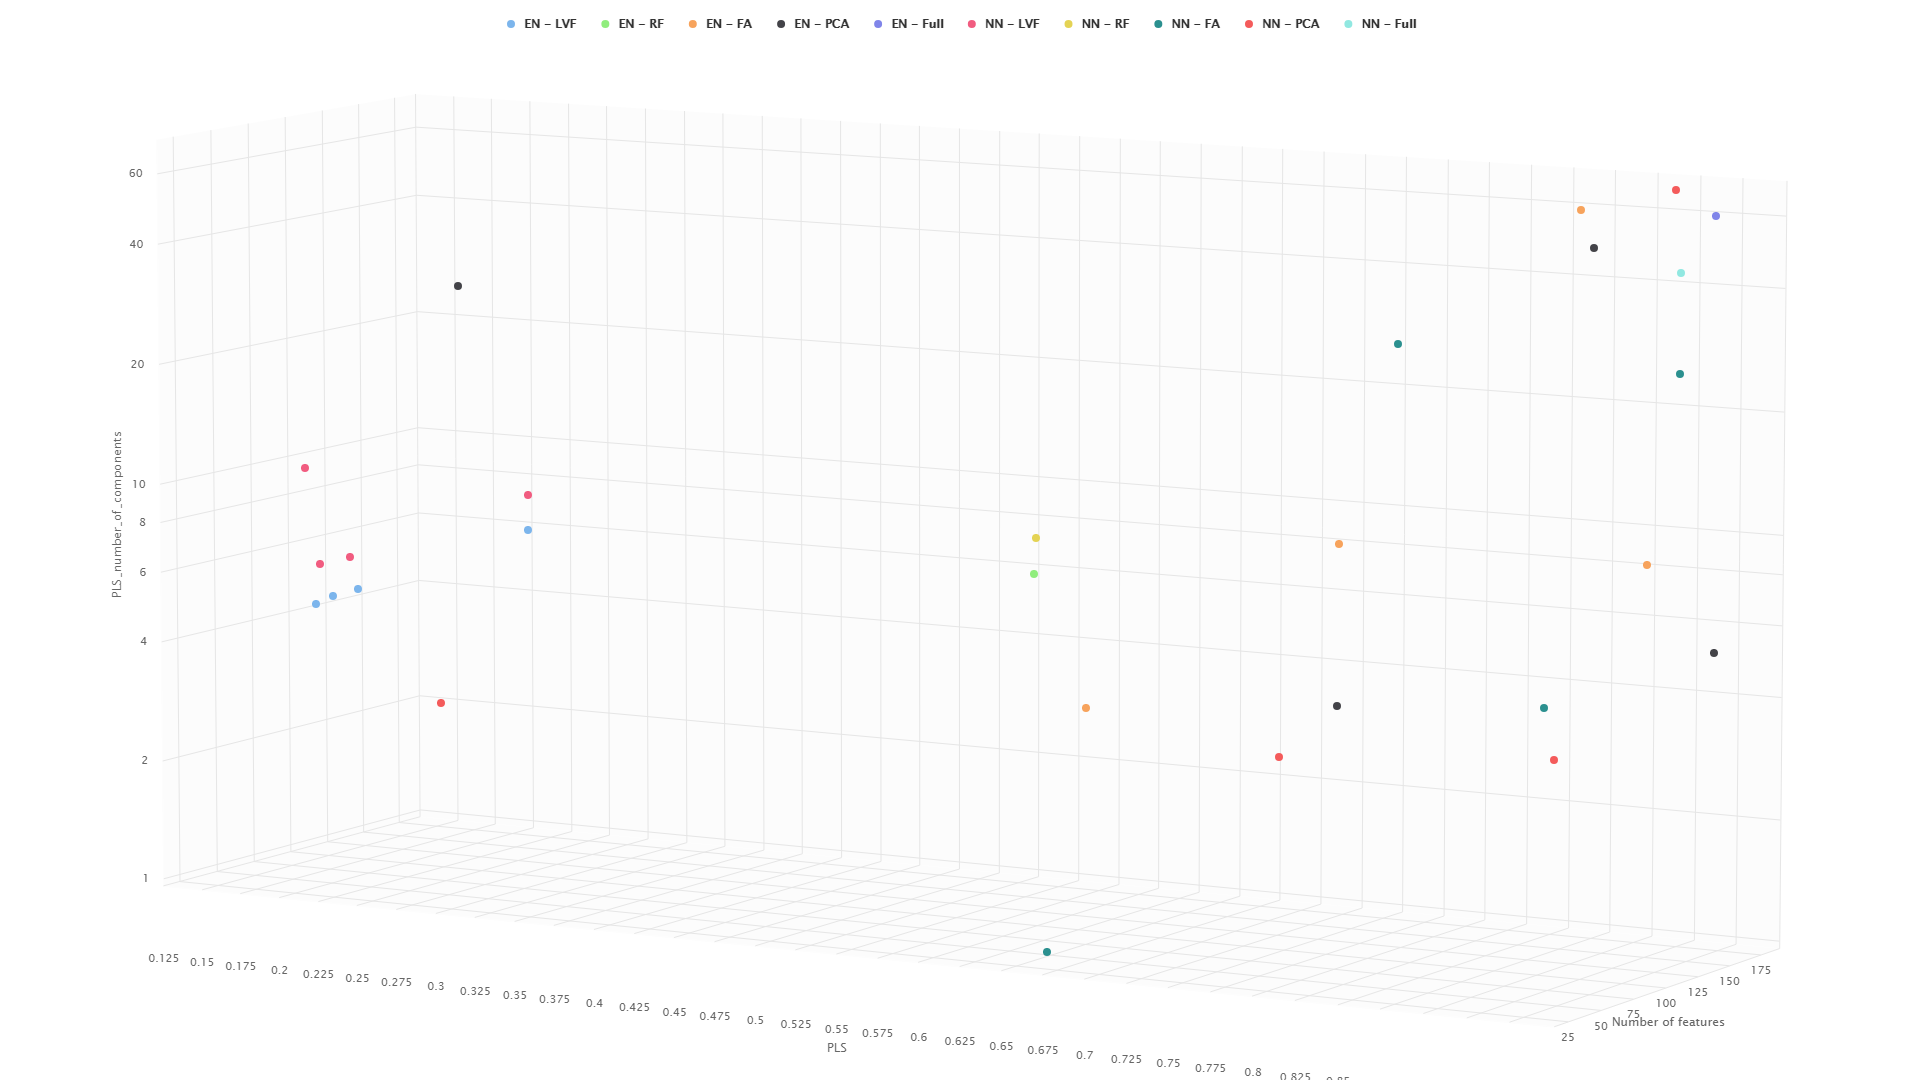 EN – LVF EN – RF EN – FA EN – PCA EN – Full NN – LVF NN – RF NN – FA NN – PCA NN – Full
60
40
20
10
8
6
4
2
1
PLS_number_of_components
0.125 0.15 0.175 0.2 0.225 0.25 0.275 0.3 0.325 0.35 0.375 0.4 0.425 0.45 0.475 0.5 0.525 0.55 0.575 0.6 0.625 0.65 0.675 0.7 0.725 0.75 0.775 0.8 0.825 0.85
PLS
25 50 75 100 125 150 175
Number of features